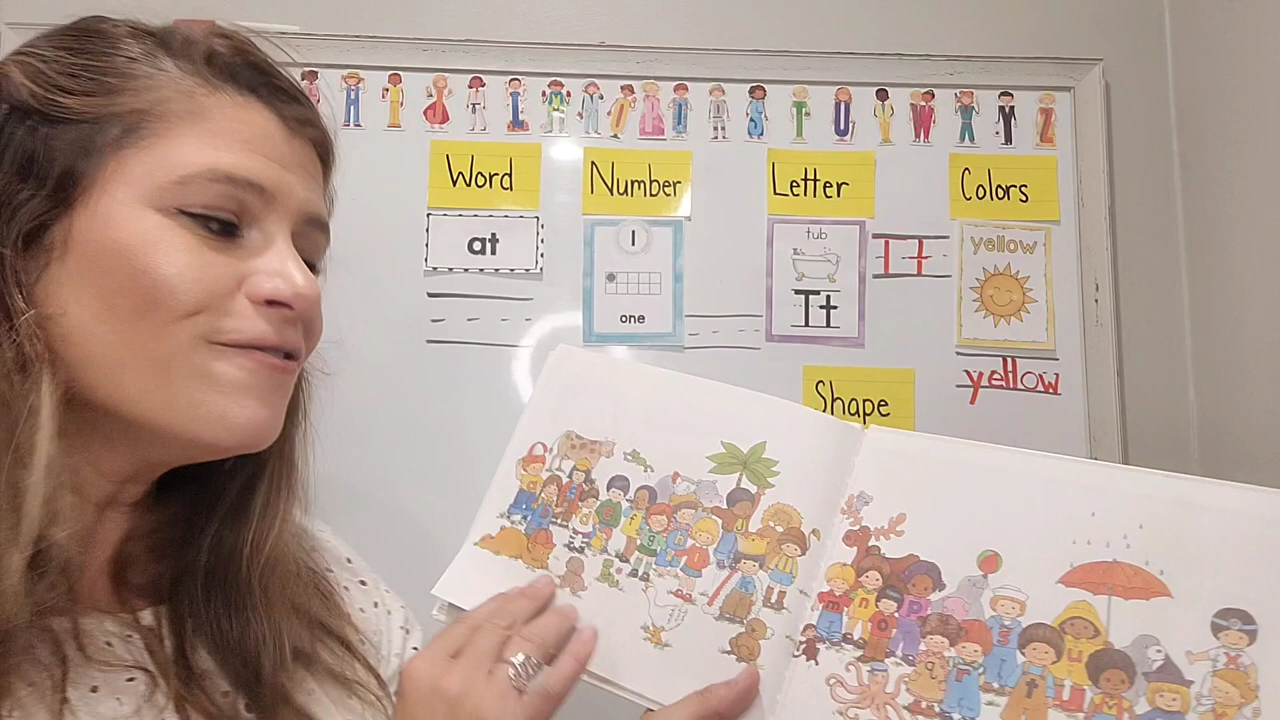 Word
Number
Letter
Colors
at
1
one
tub
Tt
Tt
yellow
yellow
Shape